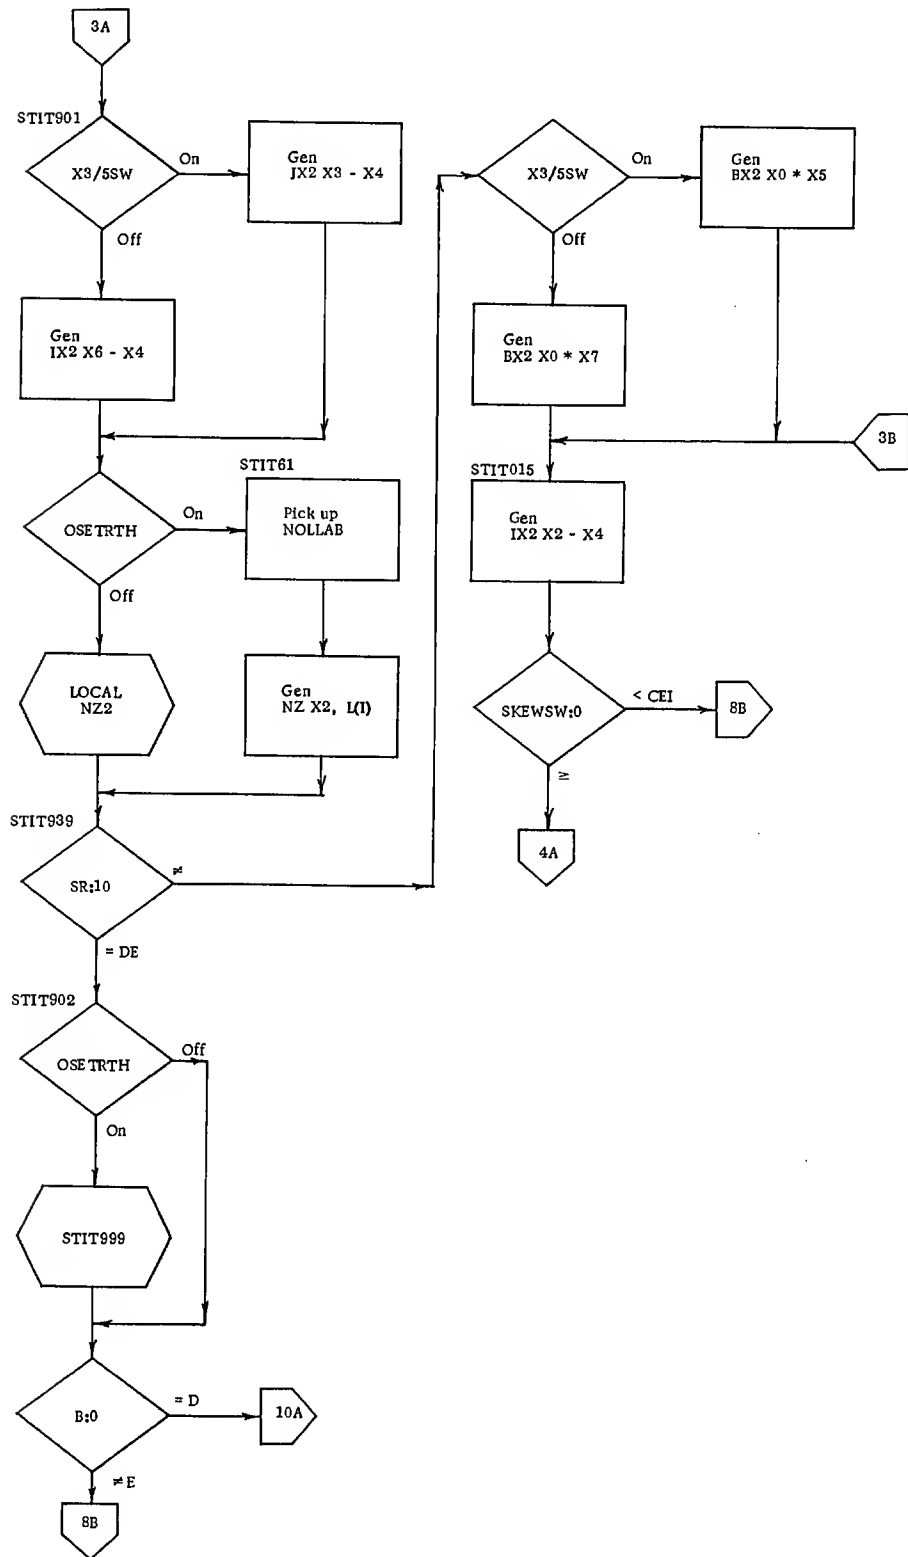 3A
STIT901
X3/5SW
On
Gen
JX2 X3 - X4
Off
Gen
IX2 X6 - X4
OSETRTH
On
STIT61
Pick up
NOLLAB
Off
LOCAL
NZ2
Gen
NZ X2, L(I)
STIT939
SR:10
≠
= DE
STIT902
OSETRTH
Off
On
STIT999
B:0
= D
10A
≠ E
8B
X3/5SW
On
Gen
BX2 X0 * X5
Off
Gen
BX2 X0 * X7
3B
STIT015
Gen
IX2 X2 - X4
SKEWSW:0
< CEI
8B
≥
4A